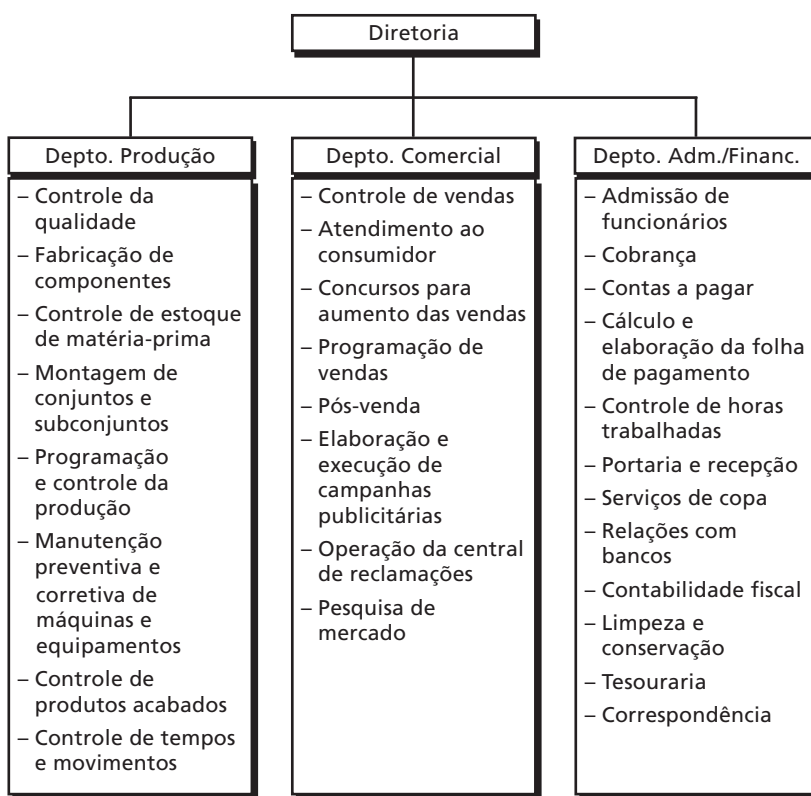 Diretoria
Depto. Produção
– Controle da
qualidade
– Fabricação de
componentes
– Controle de estoque
de matéria-prima
– Montagem de
conjuntos e
subconjuntos
– Programação
e controle da
produção
– Manutenção
preventiva e
corretiva de
máquinas e
equipamentos
– Controle de
produtos acabados
– Controle de tempos
e movimentos
Depto. Comercial
– Controle de vendas
– Atendimento ao
consumidor
– Concursos para
aumento das vendas
– Programação de
vendas
– Pós-venda
– Elaboração e
execução de
campanhas
publicitárias
– Operação da central
de reclamações
– Pesquisa de
mercado
Depto. Adm./Financ.
– Admissão de
funcionários
– Cobrança
– Contas a pagar
– Cálculo e
elaboração da folha
de pagamento
– Controle de horas
trabalhadas
– Portaria e recepção
– Serviços de copa
– Relações com
bancos
– Contabilidade fiscal
– Limpeza e
conservação
– Tesouraria
– Correspondência